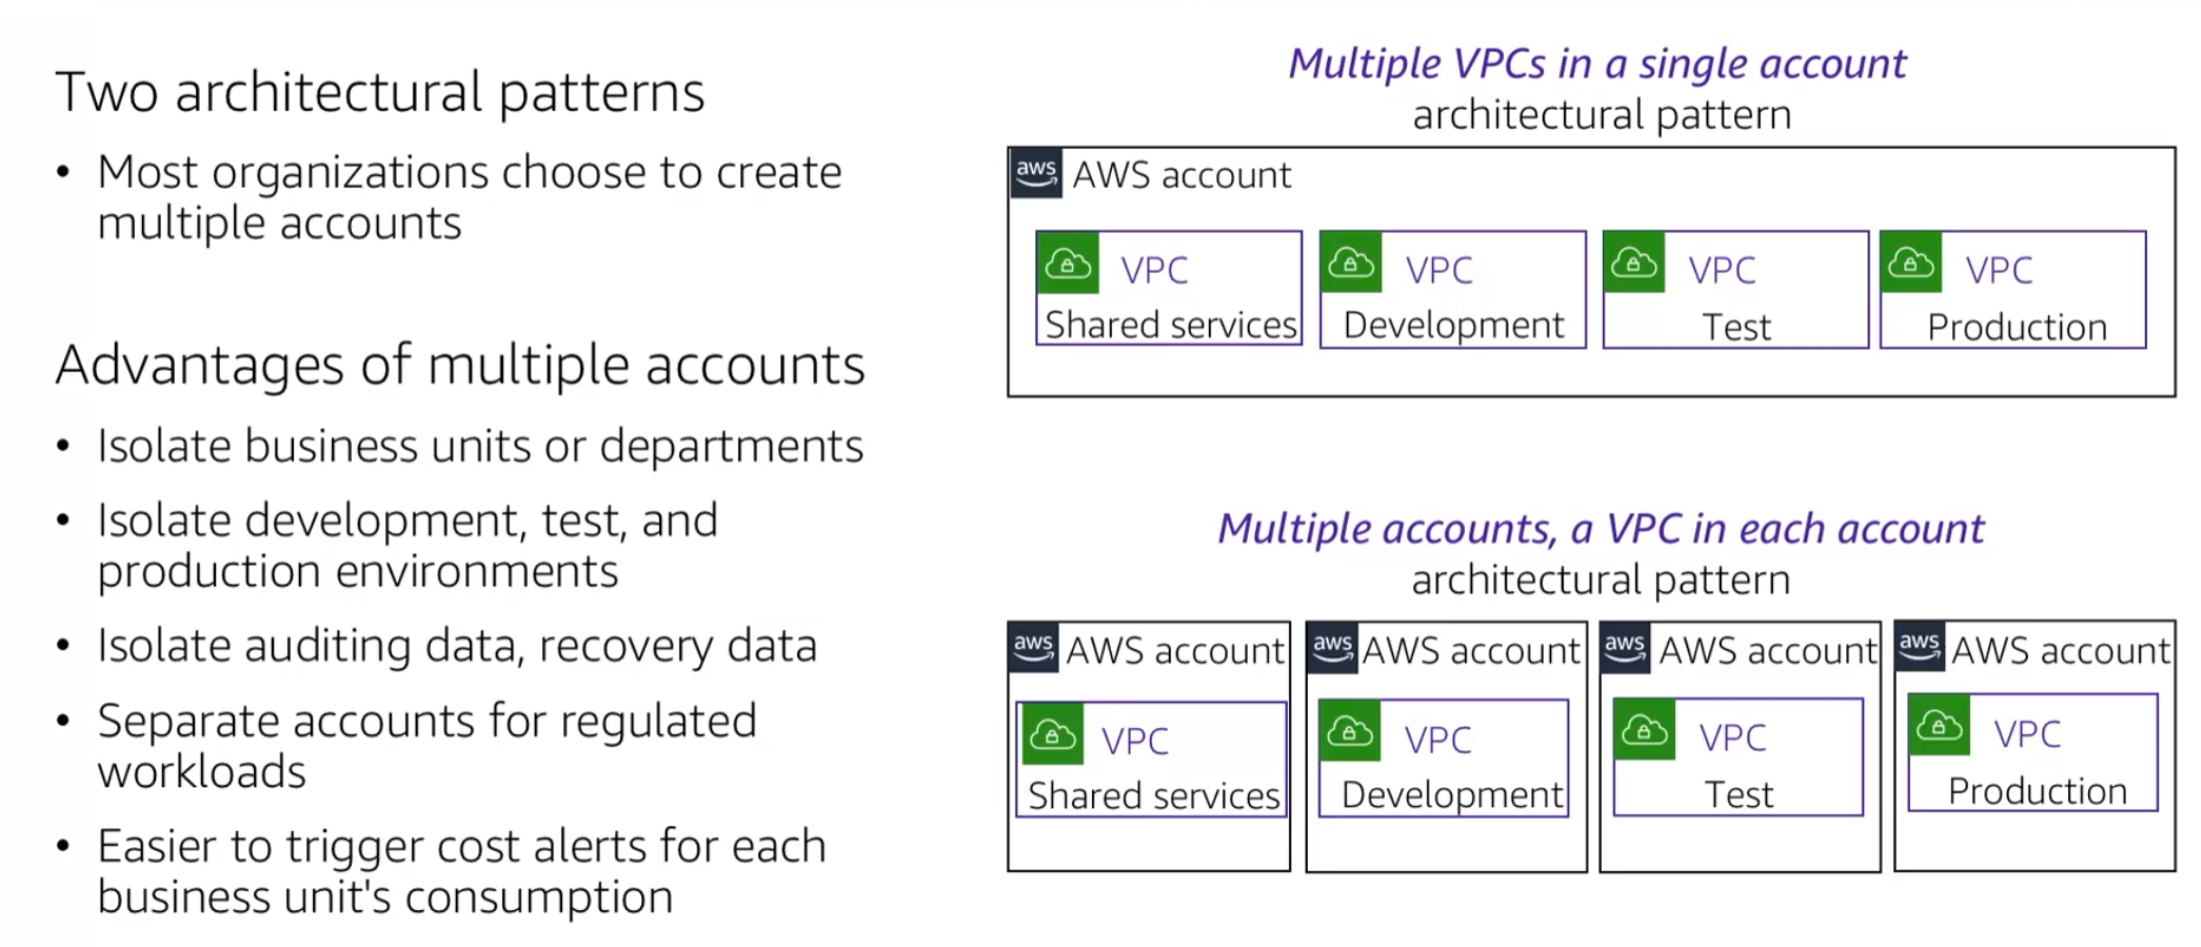 Two architectural patterns
• Most organizations choose to create
multiple accounts
Advantages of multiple accounts
• Isolate business units or departments
• Isolate development, test, and
production environments
• Isolate auditing data, recovery data
• Separate accounts for regulated
workloads
• Easier to trigger cost alerts for each
business unit's consumption
Multiple VPCs in a single account
architectural pattern
aws AWS account
VPC
Shared services
VPC
Development
VPC
Test
VPC
Production
Multiple accounts, a VPC in each account
architectural pattern
aws AWS account
VPC
Shared services
aws AWS account
VPC
Development
aws AWS account
VPC
Test
aws AWS account
VPC
Production